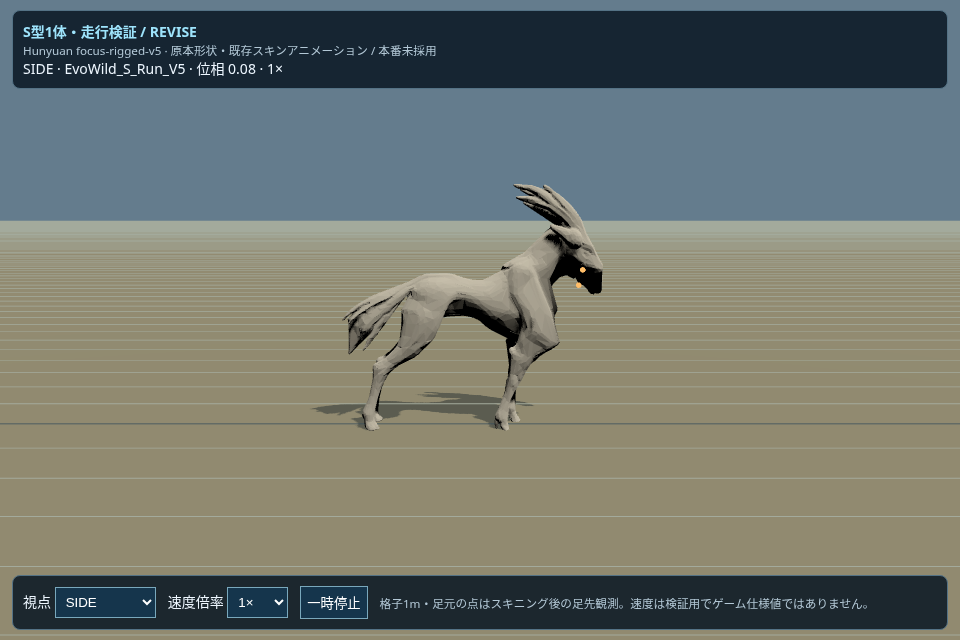 S型1体・走行検証 / REVISE
Hunyuan focus-rigged-v5 · 原本形状・既存スキンアニメーション / 本番未採用
SIDE · EvoWild_S_Run_V5 · 位相 0.08 · 1×
視点 SIDE 速度倍率 1× 一時停止 格子1m・足元の点はスキニング後の足先観測。速度は検証用でゲーム仕様値ではありません。